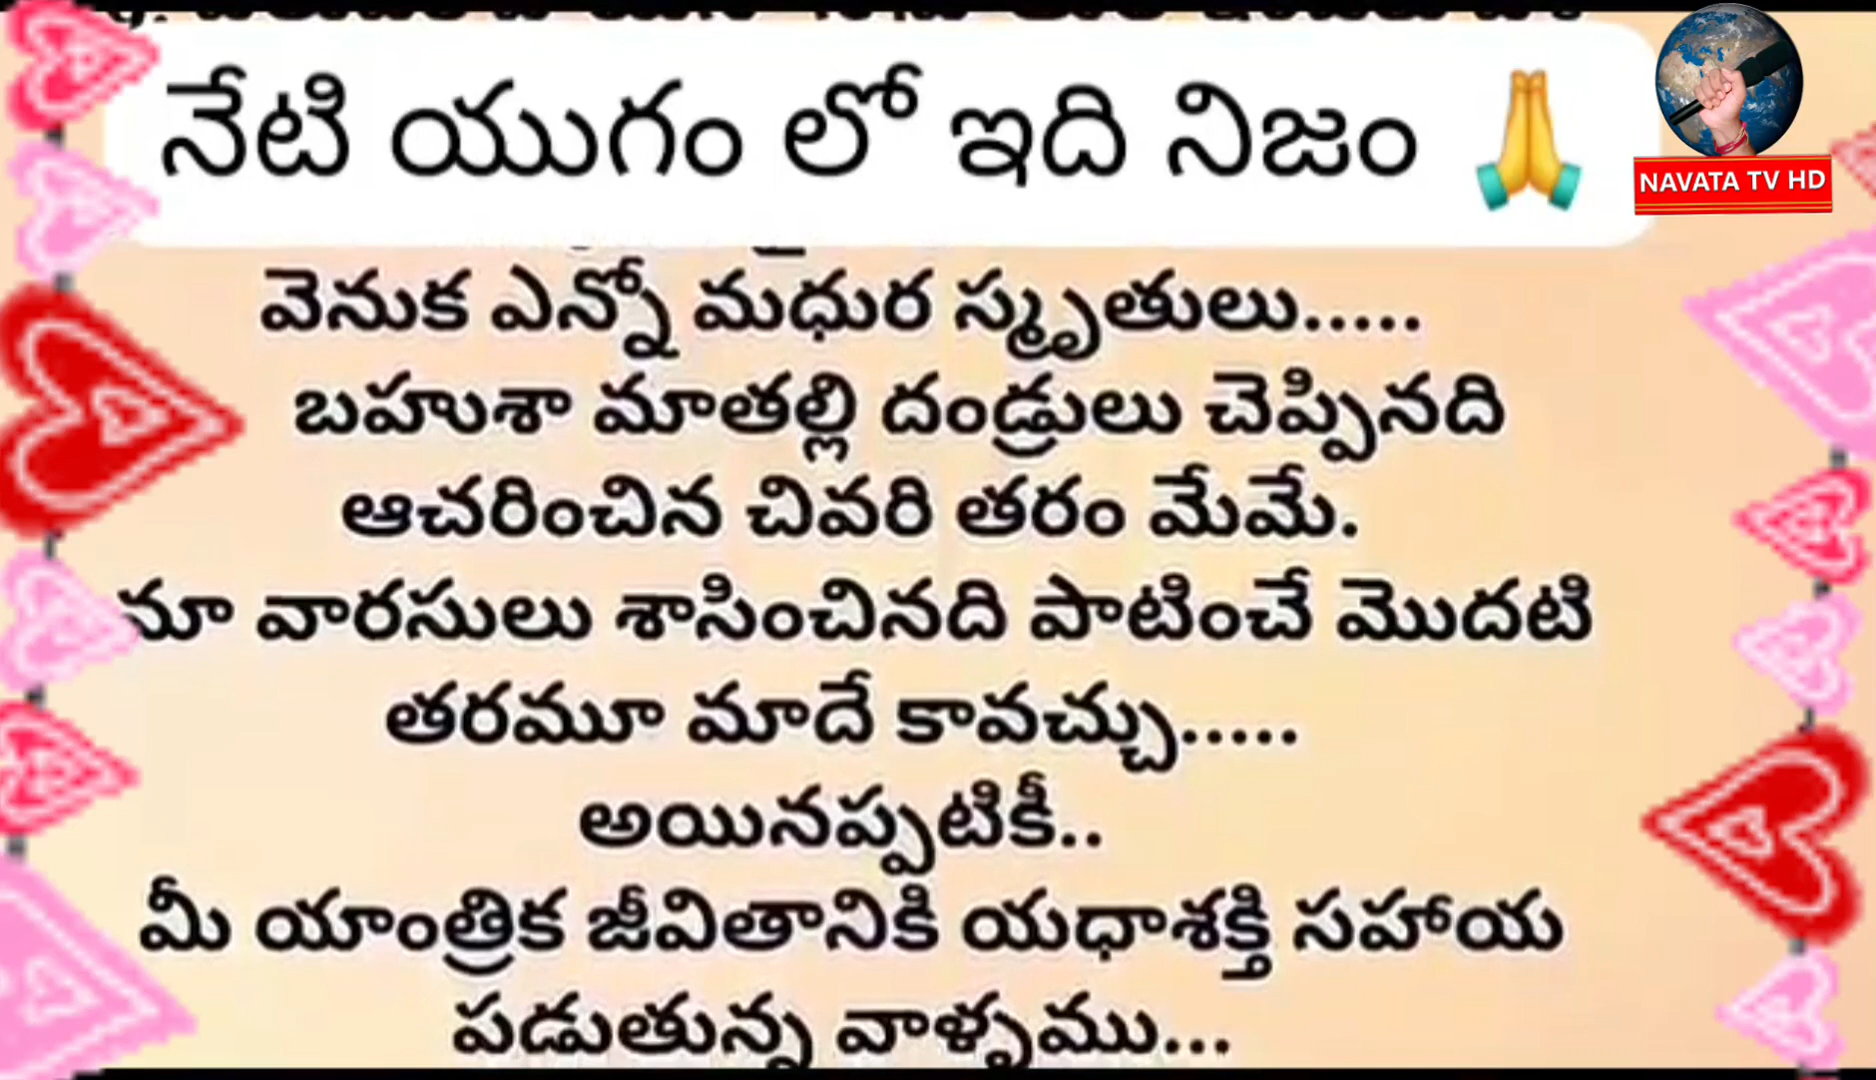 నేటి యుగం లో ఇది నిజం 🙏
NAVATA TV HD
వెనుక ఎన్నో మధుర స్మృతులు.....
బహుశా మాతల్లి దండ్రులు చెప్పినది
ఆచరించిన చివరి తరం మేమే.
మా వారసులు శాసించినది పాటించే మొదటి
తరమూ మాదే కావచ్చు.....
అయినప్పటికీ..
మీ యాంత్రిక జీవితానికి యధాశక్తి సహాయ
పడుతున్న వాళ్ళము...